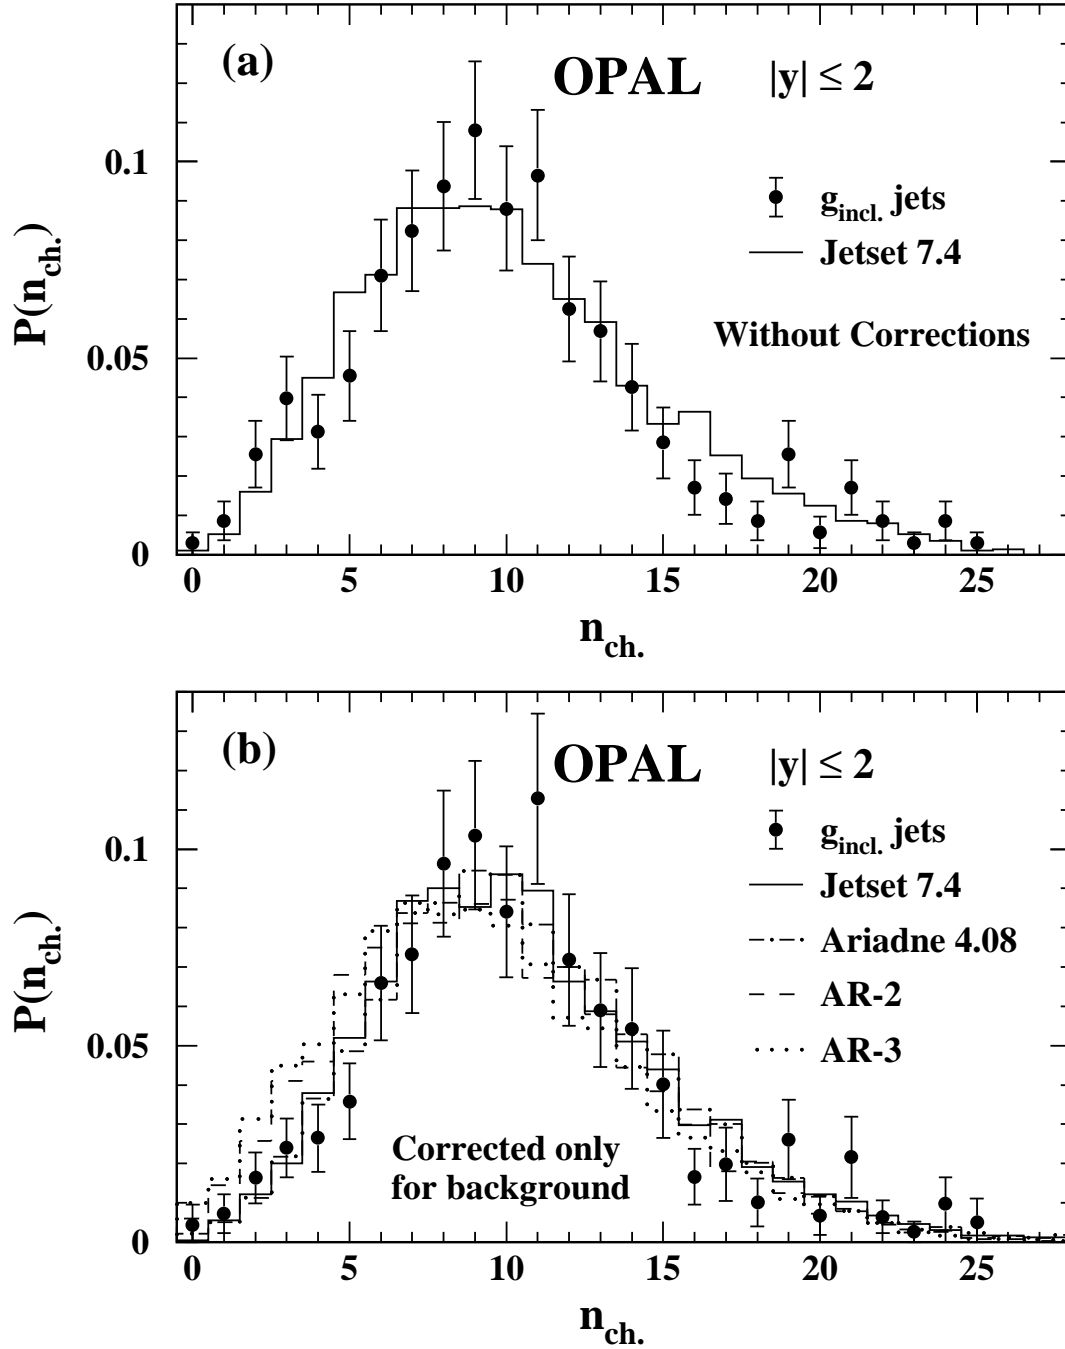 (a)
OPAL
|y| ≤ 2
0.1
g_incl. jets
Jetset 7.4
P(n_ch.)
Without Corrections
0.05
0
0 5 10 15 20 25
n_ch.
(b)
OPAL
|y| ≤ 2
g_incl. jets
0.1
Jetset 7.4
P(n_ch.)
Ariadne 4.08
AR-2
0.05
AR-3
Corrected only
for background
0
0 5 10 15 20 25
n_ch.